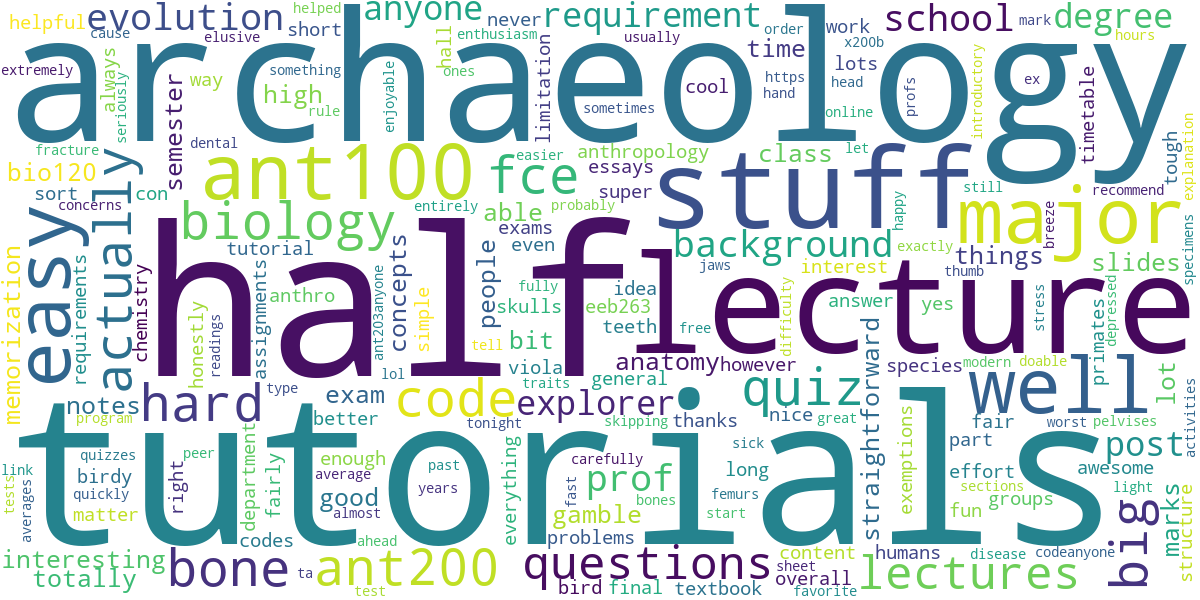 helpful
cause
evolution
elusive
helped
short
anyone
enthusiasm
never
usually
requirement
order
time
work
x200b
school
mark
degree
hours
archaeology
extremely
always
seriously
semester
way
something
high
rule
enjoyable
hall
ones
limitation
sometimes
cool
https
hand
lots
head
online
profs
introductory
ex
timetable
tough
explanation
fracture
bio120
sort
con
concerns
dental
ant100
fce
easier
anthropology
essays
super
stuff
class
let
still
happy
major
recommend
breeze
specimens
easy
actually
biology
entirely
able
probably
exams
even
background
exactly
interest
things
thumb
slides
memorization
requirements
chemistry
honestly
readings
tutorial
assignments
anthro
type
half
ant203anyone
concepts
lol
simple
people
tell
fully
skulls
bit
idea
eeb263
teeth
jaws
free
lecture
answer
yes
difficulty
stress
depressed
primates
lot
notes
hard
exam
better
code
viola
traits
explorer
general
anatomy
however
thanks
quiz
nice
great
straightforward
species
modern
doable
well
fair
worst
pelvises
activities
program
tonight
skipping
part
post
tutorials
link
quizzes
birdy
quickly
matter
tests
averages
peer
right
department
fairly
enough
average
good
almost
past
years
everything
fast
carefully
prof
bones
gamble
problems
sick
long
femurs
start
exemptions
effort
sections
fun
groups
awesome
light
marks
structure
big
interesting
totally
codes
bone
ta
ahead
ant200
test
questions
bird
final
textbook
content
sheet
overall
favorite
humans
lectures
disease
codeanyone